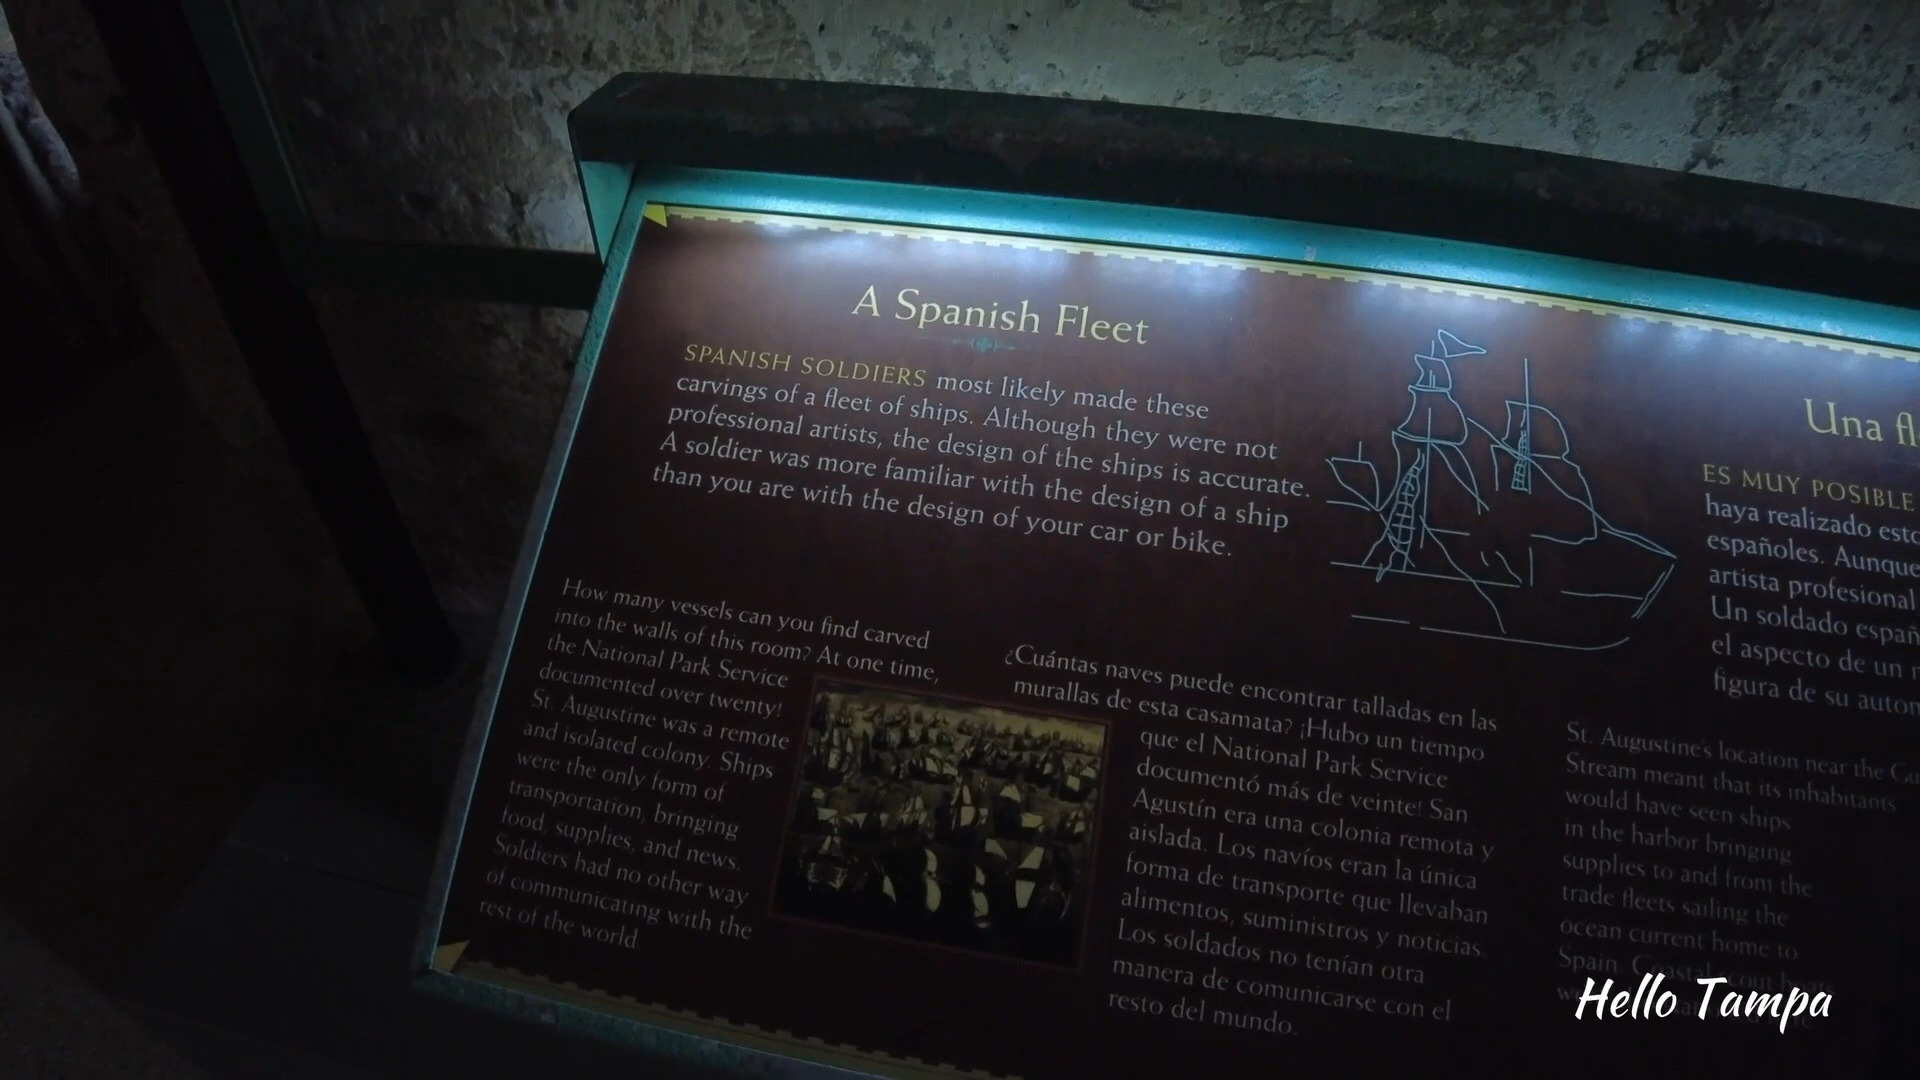 A Spanish Fleet
SPANISH SOLDIERS most likely made these
carvings of a fleet of ships. Although they were not
professional artists, the design of the ships is accurate.
A soldier was more familiar with the design of a ship
than you are with the design of your car or bike.
How many vessels can you find carved
into the walls of this room? At one time,
the National Park Service
documented over twenty!
St. Augustine was a remote
and isolated colony. Ships
were the only form of
transportation, bringing
food, supplies, and news.
Soldiers had no other way
of communicating with the
rest of the world.
¿Cuántas naves puede encontrar talladas en las
murallas de esta casamata? ¡Hubo un tiempo
que el National Park Service
documentó más de veinte! San
Agustín era una colonia remota y
aislada. Los navíos eran la única
forma de transporte que llevaban
alimentos, suministros y noticias.
Los soldados no tenían otra
manera de comunicarse con el
resto del mundo.
Una fl
ES MUY POSIBLE
haya realizado esto
españoles. Aunque
artista profesional
Un soldado españ
el aspecto de un
figura de su auto
St. Augustine's location near the Gu
Stream meant that its inhabitants
would have seen ships
in the harbor bringing
supplies to and from the
trade fleets sailing the
ocean current home to
Spain. Coastal scout
Hello Tampa